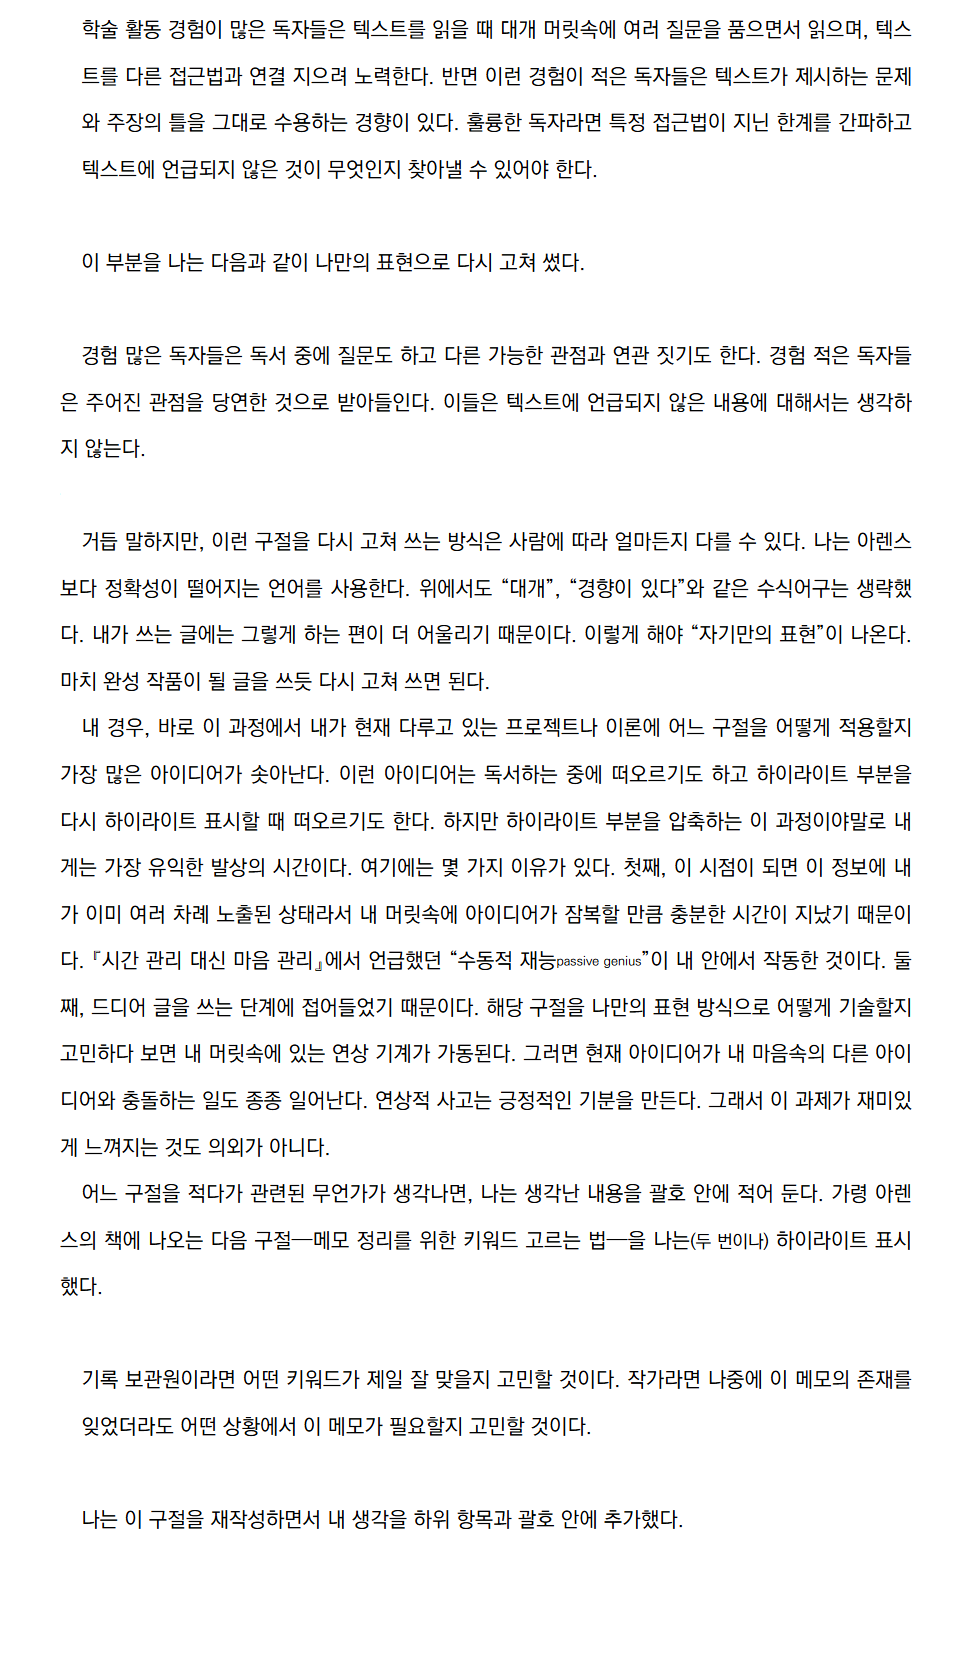 학술 활동 경험이 많은 독자들은 텍스트를 읽을 때 대개 머릿속에 여러 질문을 품으면서 읽으며, 텍스
트를 다른 접근법과 연결 지으려 노력한다. 반면 이런 경험이 적은 독자들은 텍스트가 제시하는 문제
와 주장의 틀을 그대로 수용하는 경향이 있다. 훌륭한 독자라면 특정 접근법이 지닌 한계를 간파하고
텍스트에 언급되지 않은 것이 무엇인지 찾아낼 수 있어야 한다.
이 부분을 나는 다음과 같이 나만의 표현으로 다시 고쳐 썼다.
경험 많은 독자들은 독서 중에 질문도 하고 다른 가능한 관점과 연관 짓기도 한다. 경험 적은 독자들
은 주어진 관점을 당연한 것으로 받아들인다. 이들은 텍스트에 언급되지 않은 내용에 대해서는 생각하
지 않는다.
거듭 말하지만, 이런 구절을 다시 고쳐 쓰는 방식은 사람에 따라 얼마든지 다를 수 있다. 나는 아렌스
보다 정확성이 떨어지는 언어를 사용한다. 위에서도 “대개”, “경향이 있다”와 같은 수식어구는 생략했
다. 내가 쓰는 글에는 그렇게 하는 편이 더 어울리기 때문이다. 이렇게 해야 “자기만의 표현”이 나온다.
마치 완성 작품이 될 글을 쓰듯 다시 고쳐 쓰면 된다.
내 경우, 바로 이 과정에서 내가 현재 다루고 있는 프로젝트나 이론에 어느 구절을 어떻게 적용할지
가장 많은 아이디어가 솟아난다. 이런 아이디어는 독서하는 중에 떠오르기도 하고 하이라이트 부분을
다시 하이라이트 표시할 때 떠오르기도 한다. 하지만 하이라이트 부분을 압축하는 이 과정이야말로 내
게는 가장 유익한 발상의 시간이다. 여기에는 몇 가지 이유가 있다. 첫째, 이 시점이 되면 이 정보에 내
가 이미 여러 차례 노출된 상태라서 내 머릿속에 아이디어가 잠복할 만큼 충분한 시간이 지났기 때문이
다. 『시간 관리 대신 마음 관리』에서 언급했던 “수동적 재능passive genius”이 내 안에서 작동한 것이다. 둘
째, 드디어 글을 쓰는 단계에 접어들었기 때문이다. 해당 구절을 나만의 표현 방식으로 어떻게 기술할지
고민하다 보면 내 머릿속에 있는 연상 기계가 가동된다. 그러면 현재 아이디어가 내 마음속의 다른 아이
디어와 충돌하는 일도 종종 일어난다. 연상적 사고는 긍정적인 기분을 만든다. 그래서 이 과제가 재미있
게 느껴지는 것도 의외가 아니다.
어느 구절을 적다가 관련된 무언가가 생각나면, 나는 생각난 내용을 괄호 안에 적어 둔다. 가령 아렌
스의 책에 나오는 다음 구절—메모 정리를 위한 키워드 고르는 법—을 나는(두 번이나) 하이라이트 표시
했다.
기록 보관원이라면 어떤 키워드가 제일 잘 맞을지 고민할 것이다. 작가라면 나중에 이 메모의 존재를
잊었더라도 어떤 상황에서 이 메모가 필요할지 고민할 것이다.
나는 이 구절을 재작성하면서 내 생각을 하위 항목과 괄호 안에 추가했다.